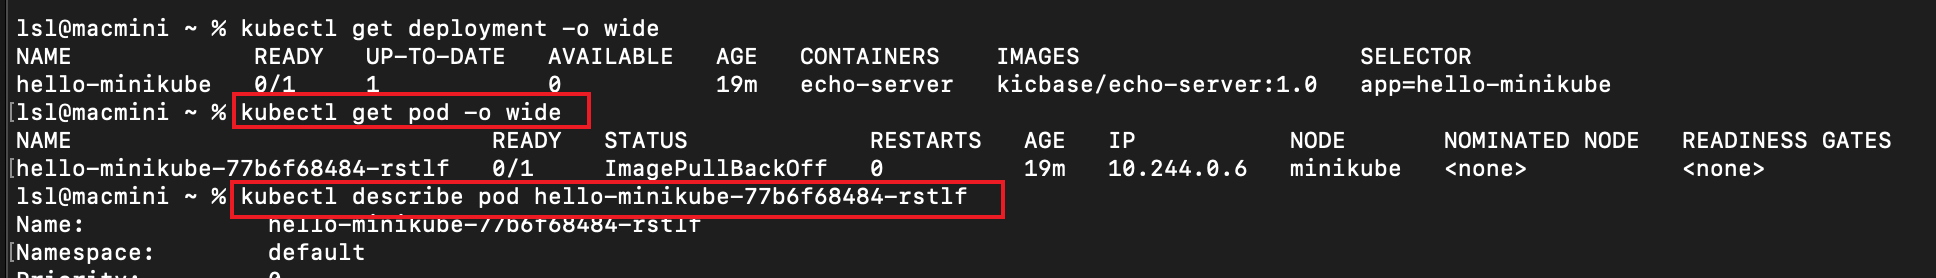 lsl@macmini ~ % kubectl get deployment -o wide
NAME READY UP-TO-DATE AVAILABLE AGE CONTAINERS IMAGES SELECTOR
hello-minikube 0/1 1 0 19m echo-server kicbase/echo-server:1.0 app=hello-minikube
[lsl@macmini ~ % kubectl get pod -o wide
NAME READY STATUS RESTARTS AGE IP NODE NOMINATED NODE READINESS GATES
[hello-minikube-77b6f68484-rstlf 0/1 ImagePullBackOff 0 19m 10.244.0.6 minikube <none> <none>
lsl@macmini ~ % kubectl describe pod hello-minikube-77b6f68484-rstlf
Name: hello-minikube-77b6f68484-rstlf
[Namespace: default
Priority: 0